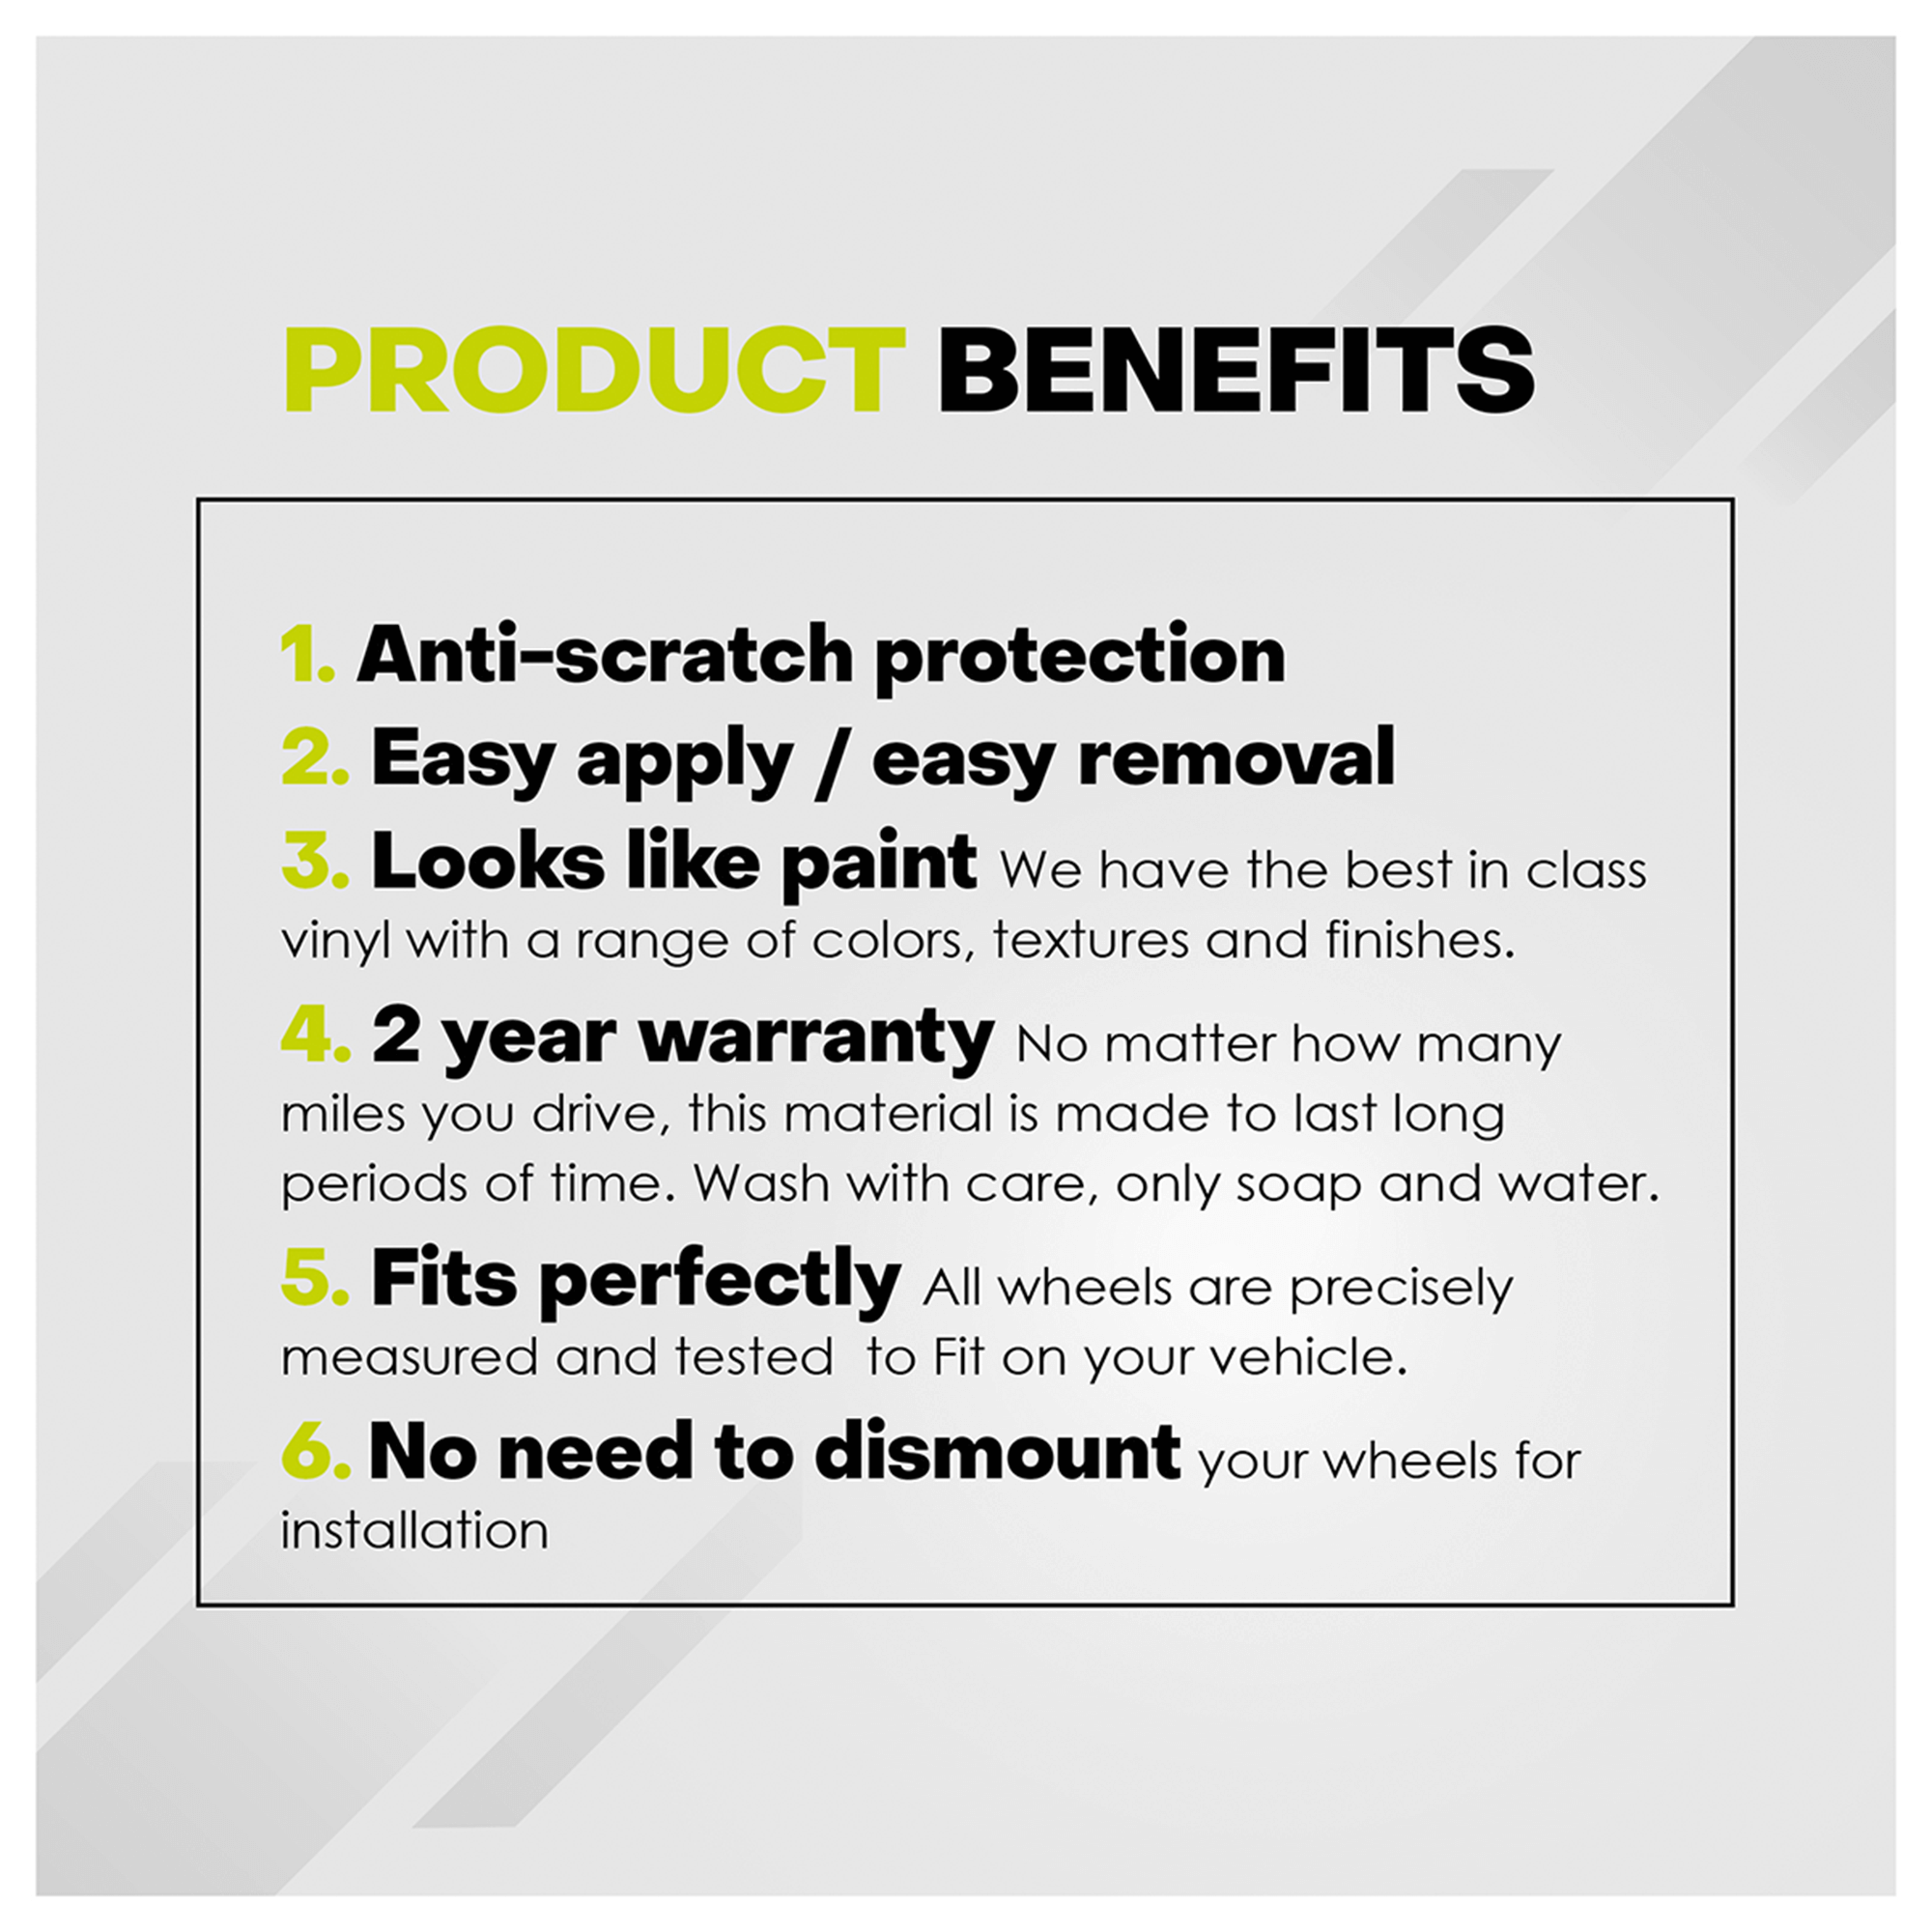 PRODUCT BENEFITS
1. Anti-scratch protection
2. Easy apply / easy removal
3. Looks like paint We have the best in class
vinyl with a range of colors, textures and finishes.
4. 2 year warranty No matter how many
miles you drive, this material is made to last long
periods of time. Wash with care, only soap and water.
5. Fits perfectly All wheels are precisely
measured and tested  to Fit on your vehicle.
6. No need to dismount your wheels for
installation